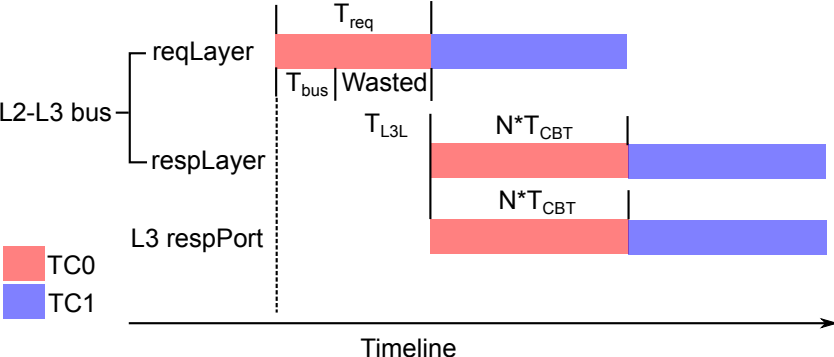 T_req
reqLayer
T_bus Wasted
L2-L3 bus
T_L3L N*T_CBT
respLayer
N*T_CBT
L3 respPort
TC0
TC1
Timeline